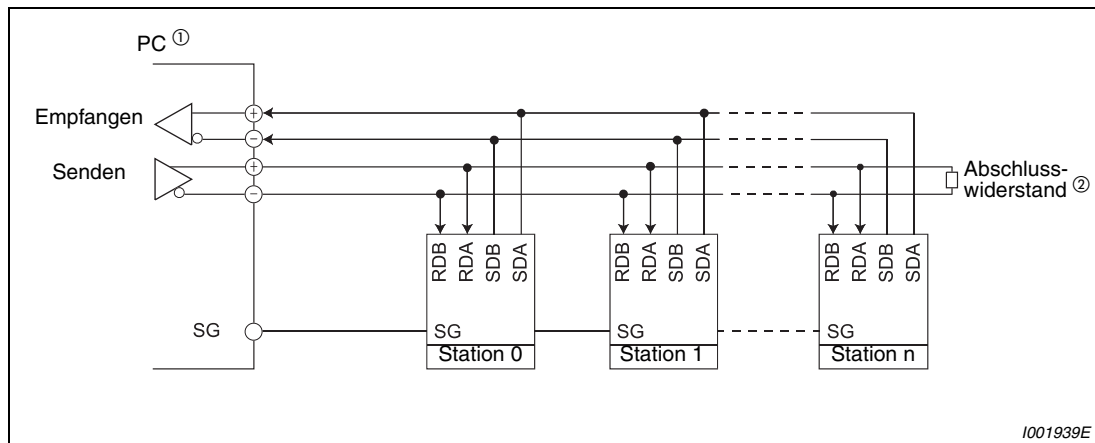 PC ①
Empfangen
+
−
Senden
+
−
Abschluss-
widerstand ②
RDB
RDA
SDB
SDA
RDB
RDA
SDB
SDA
RDB
RDA
SDB
SDA
SG
SG
SG
SG
Station 0
Station 1
Station n
I001939E